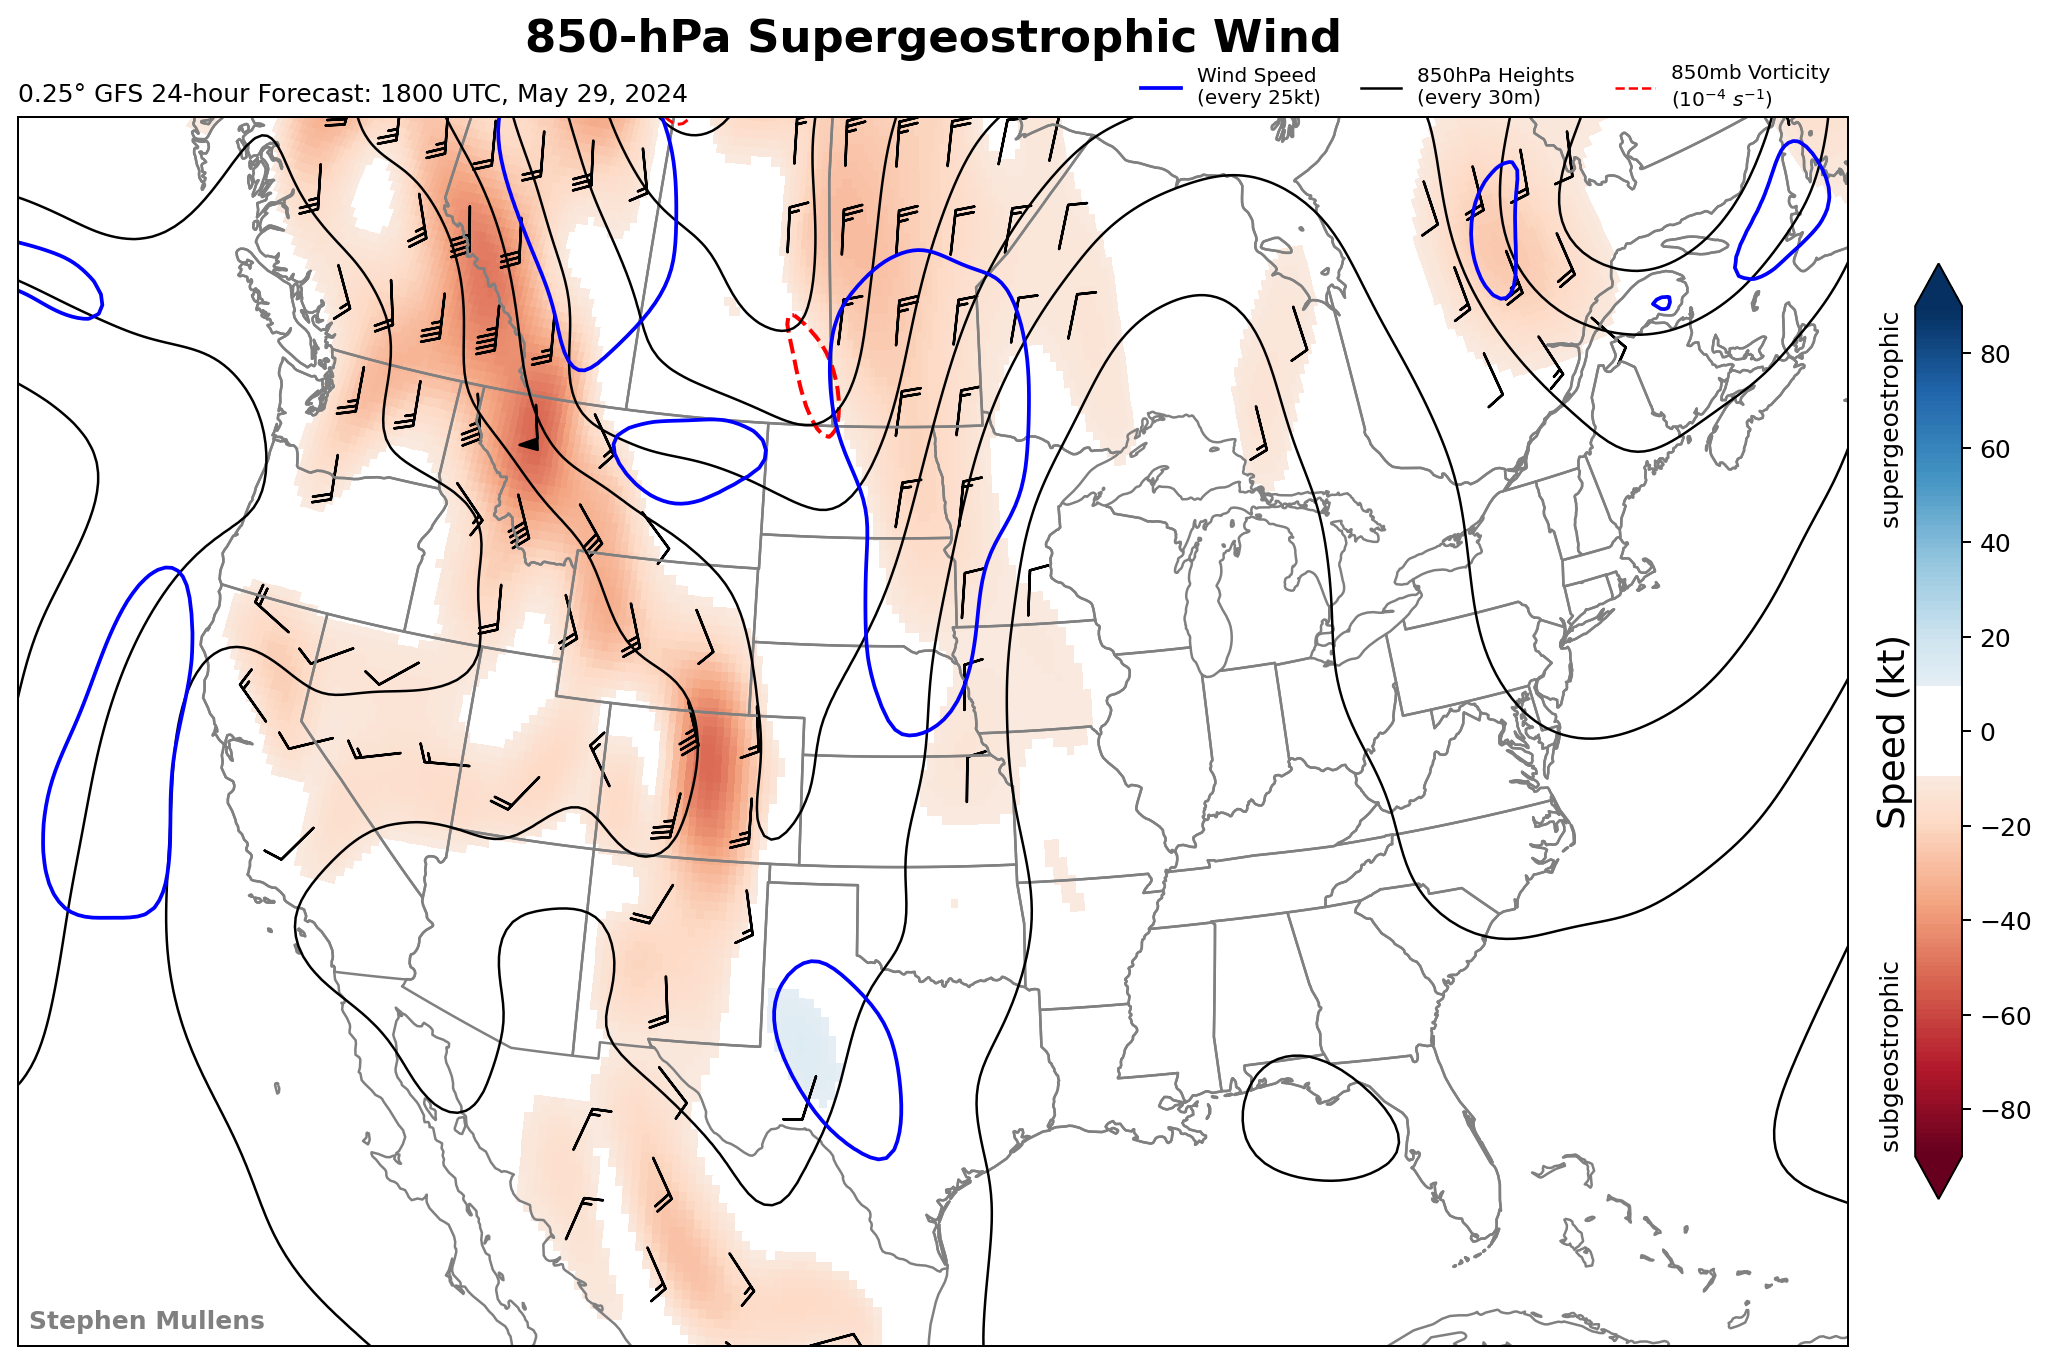 850-hPa Supergeostrophic Wind
0.25° GFS 24-hour Forecast: 1800 UTC, May 29, 2024
Wind Speed
(every 25kt)
850hPa Heights
(every 30m)
850mb Vorticity
(10⁻⁴ s⁻¹)
supergeostrophic
Speed (kt)
subgeostrophic
80
60
40
20
0
−20
−40
−60
−80
Stephen Mullens